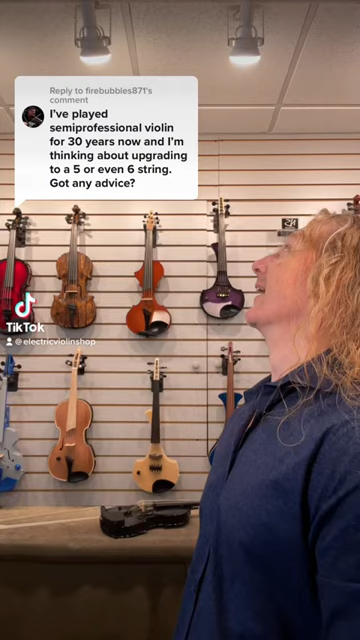 Reply to firebubbles871's
comment
I've played
semiprofessional violin
for 30 years now and I'm
thinking about upgrading
to a 5 or even 6 string.
Got any advice?
TikTok
@electricviolinshop